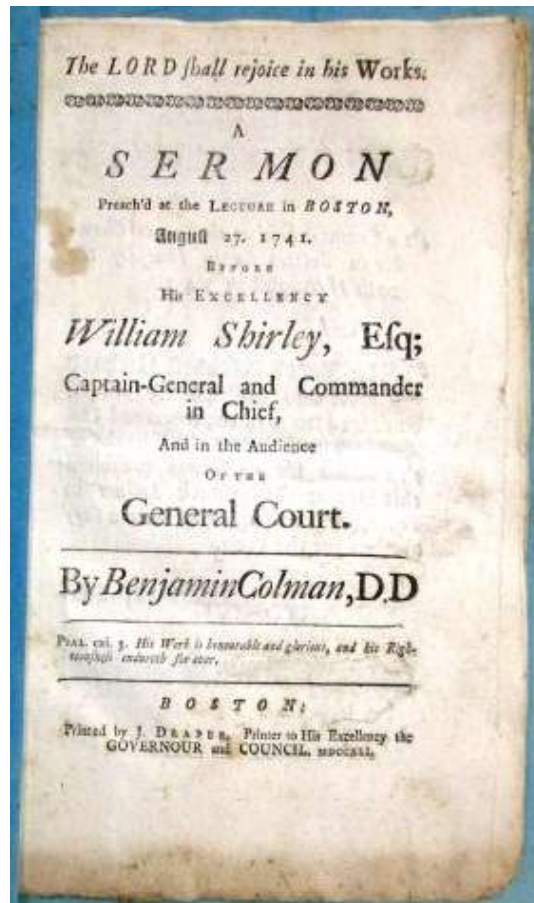 The LORD ſhall rejoice in his Works.
A
SERMON
Preach'd at the LECTURE in BOSTON,
Auguſt 27. 1741.
BEFORE
His EXCELLENCY
William Shirley, Eſq;
Captain-General and Commander
in Chief,
And in the Audience
OF THE
General Court.
By Benjamin Colman, D.D
PSAL. cxi. 3. His Work is honourable and glorious, and his Righ-
teouſneſs endureth for ever.
BOSTON:
Printed by J. DRAPER, Printer to His Excellency the
GOVERNOUR and COUNCIL, MDCCXLI.